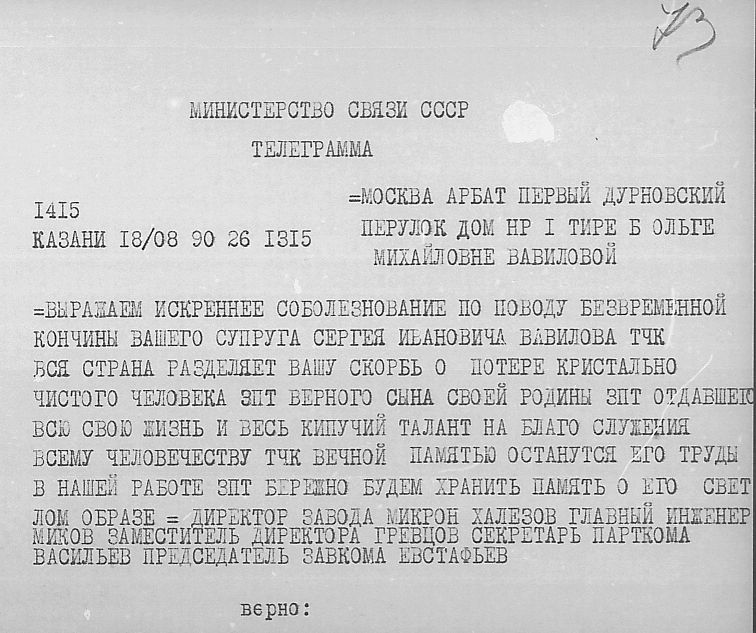 73
МИНИСТЕРСТВО СВЯЗИ СССР
ТЕЛЕГРАММА
=МОСКВА АРБАТ ПЕРВЫЙ ДУРНОВСКИЙ
ПЕРУЛОК ДОМ НР I ТИРЕ Б ОЛЬГЕ
МИХАЙЛОВНЕ ВАВИЛОВОЙ
I4I5
КАЗАНИ I8/08 90 26 I3I5
=ВЫРАЖАЕМ ИСКРЕННЕЕ СОБОЛЕЗНОВАНИЕ ПО ПОВОДУ БЕЗВРЕМЕННОЙ
КОНЧИНЫ ВАШЕГО СУПРУГА СЕРГЕЯ ИВАНОВИЧА ВАВИЛОВА ТЧК
ВСЯ СТРАНА РАЗДЕЛЯЕТ ВАШУ СКОРБЬ О ПОТЕРЕ КРИСТАЛЬНО
ЧИСТОГО ЧЕЛОВЕКА ЗПТ ВЕРНОГО СЫНА СВОЕЙ РОДИНЫ ЗПТ ОТДАВШЕГО
ВСЮ СВОЮ ЖИЗНЬ И ВЕСЬ КИПУЧИЙ ТАЛАНТ НА БЛАГО СЛУЖЕНИЯ
ВСЕМУ ЧЕЛОВЕЧЕСТВУ ТЧК ВЕЧНОЙ ПАМЯТЬЮ ОСТАНУТСЯ ЕГО ТРУДЫ
В НАШЕЙ РАБОТЕ ЗПТ БЕРЕЖНО БУДЕМ ХРАНИТЬ ПАМЯТЬ О ЕГО СВЕТ
ЛОМ ОБРАЗЕ = ДИРЕКТОР ЗАВОДА МИКРОН ХАЛЕЗОВ ГЛАВНЫЙ ИНЖЕНЕР
МИКОВ ЗАМЕСТИТЕЛЬ ДИРЕКТОРА ГРЕВЦОВ СЕКРЕТАРЬ ПАРТКОМА
ВАСИЛЬЕВ ПРЕДСЕДАТЕЛЬ ЗАВКОМА ЕВСТАФЬЕВ
верно: